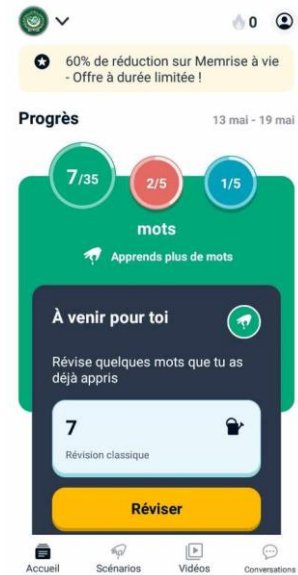 0
60% de réduction sur Memrise à vie
- Offre à durée limitée !
Progrès
13 mai - 19 mai
7/35
2/5
1/5
mots
Apprends plus de mots
À venir pour toi
Révise quelques mots que tu as
déjà appris
7
Révision classique
Réviser
Accueil
Scénarios
Vidéos
Conversations